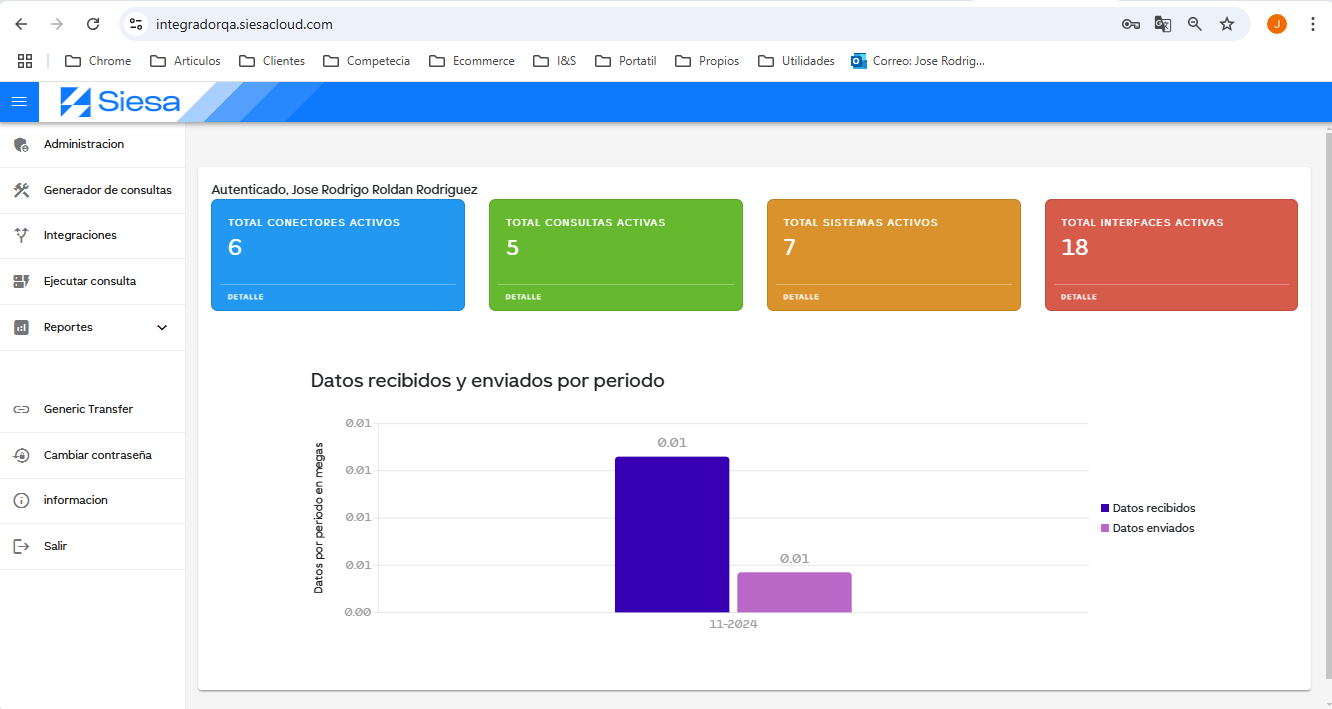 integradorqa.siesacloud.com
J
Chrome
Articulos
Clientes
Competecia
Ecommerce
I&S
Portatil
Propios
Utilidades
Correo: Jose Rodrig...
Siesa
Administracion
Generador de consultas
Integraciones
Ejecutar consulta
Reportes
Generic Transfer
Cambiar contraseña
informacion
Salir
Autenticado, Jose Rodrigo Roldan Rodriguez
TOTAL CONECTORES ACTIVOS
6
DETALLE
TOTAL CONSULTAS ACTIVAS
5
DETALLE
TOTAL SISTEMAS ACTIVOS
7
DETALLE
TOTAL INTERFACES ACTIVAS
18
DETALLE
Datos recibidos y enviados por periodo
Datos por periodo en megas
0.01
0.01
0.01
0.01
0.00
0.01
0.01
11-2024
Datos recibidos
Datos enviados